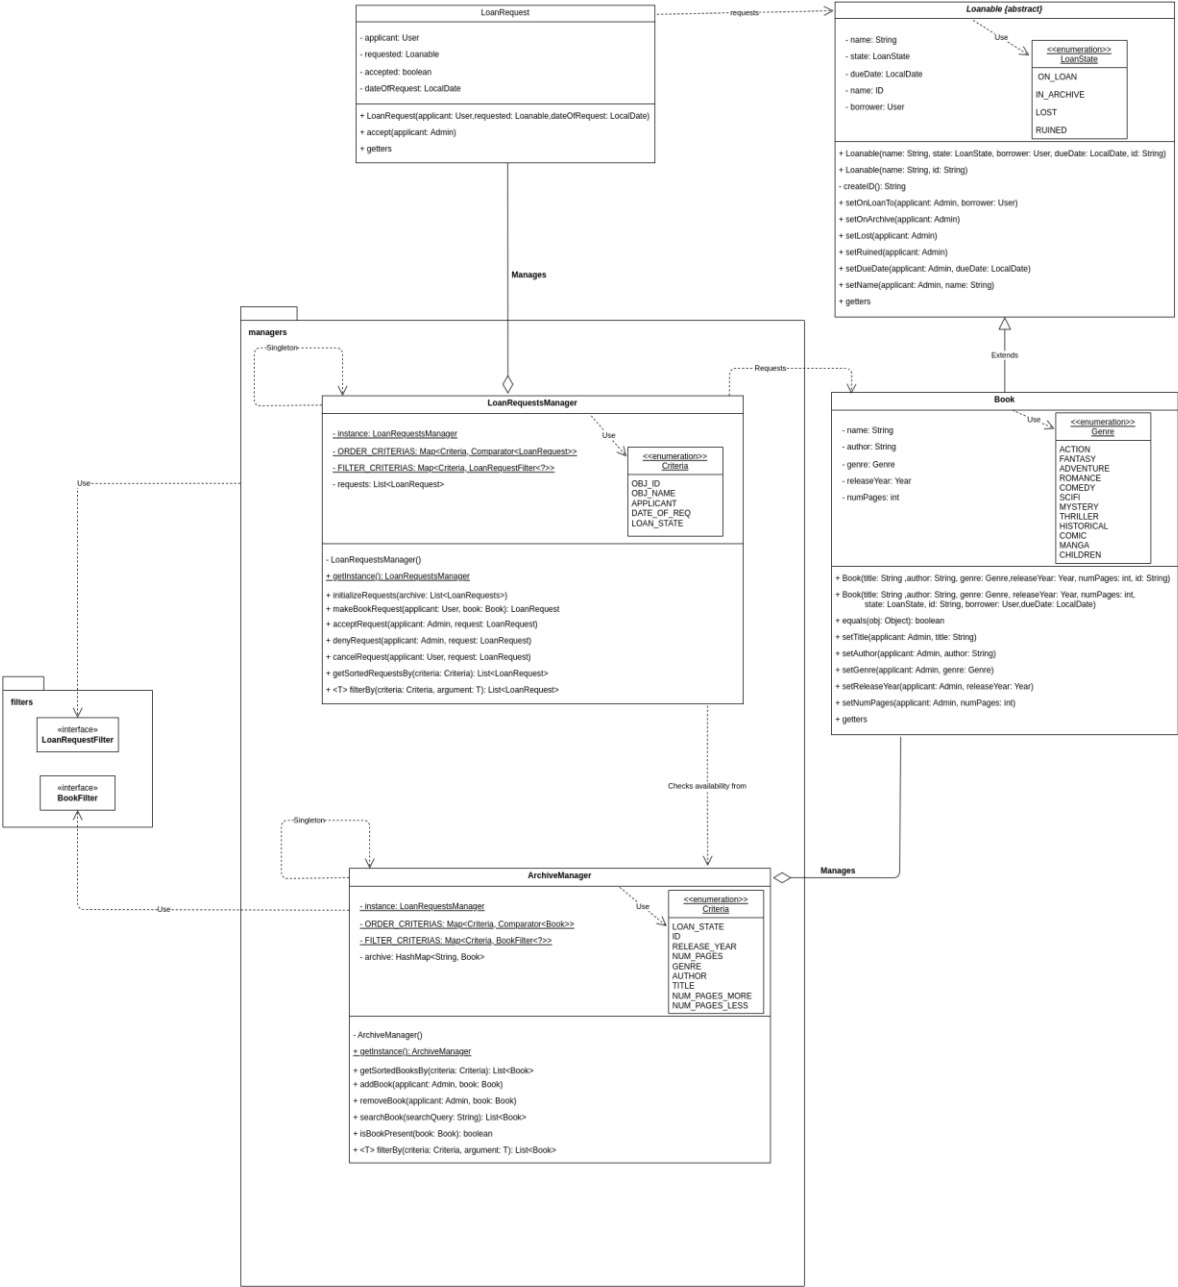 LoanRequest
- applicant: User
- requested: Loanable
- accepted: boolean
- dateOfRequest: LocalDate
+ LoanRequest(applicant: User,requested: Loanable,dateOfRequest: LocalDate)
+ accept(applicant: Admin)
+ getters
requests
Loanable {abstract}
- name: String
- state: LoanState
- dueDate: LocalDate
- name: ID
- borrower: User
Use
<<enumeration>>
LoanState
ON_LOAN
IN_ARCHIVE
LOST
RUINED
+ Loanable(name: String, state: LoanState, borrower: User, dueDate: LocalDate, id: String)
+ Loanable(name: String, id: String)
- createID(): String
+ setOnLoanTo(applicant: Admin, borrower: User)
+ setOnArchive(applicant: Admin)
+ setLost(applicant: Admin)
+ setRuined(applicant: Admin)
+ setDueDate(applicant: Admin, dueDate: LocalDate)
+ setName(applicant: Admin, name: String)
+ getters
Manages
Extends
managers
Singleton
Requests
LoanRequestsManager
- instance: LoanRequestsManager
- ORDER_CRITERIAS: Map<Criteria, Comparator<LoanRequest>>
- FILTER_CRITERIAS: Map<Criteria, LoanRequestFilter<?>>
- requests: List<LoanRequest>
Use
<<enumeration>>
Criteria
OBJ_ID
OBJ_NAME
APPLICANT
DATE_OF_REQ
LOAN_STATE
- LoanRequestsManager()
+ getInstance(): LoanRequestsManager
+ initializeRequests(archive: List<LoanRequests>)
+ makeBookRequest(applicant: User, book: Book): LoanRequest
+ acceptRequest(applicant: Admin, request: LoanRequest)
+ denyRequest(applicant: Admin, request: LoanRequest)
+ cancelRequest(applicant: User, request: LoanRequest)
+ getSortedRequestsBy(criteria: Criteria): List<LoanRequest>
+ <T> filterBy(criteria: Criteria, argument: T): List<LoanRequest>
Book
- name: String
- author: String
- genre: Genre
- releaseYear: Year
- numPages: int
Use
<<enumeration>>
Genre
ACTION
FANTASY
ADVENTURE
ROMANCE
COMEDY
SCIFI
MYSTERY
THRILLER
HISTORICAL
COMIC
MANGA
CHILDREN
+ Book(title: String ,author: String, genre: Genre,releaseYear: Year, numPages: int, id: String)
+ Book(title: String ,author: String, genre: Genre, releaseYear: Year, numPages: int,
state: LoanState, id: String, borrower: User,dueDate: LocalDate)
+ equals(obj: Object): boolean
+ setTitle(applicant: Admin, title: String)
+ setAuthor(applicant: Admin, author: String)
+ setGenre(applicant: Admin, genre: Genre)
+ setReleaseYear(applicant: Admin, releaseYear: Year)
+ setNumPages(applicant: Admin, numPages: int)
+ getters
Use
filters
«interface»
LoanRequestFilter
«interface»
BookFilter
Checks availability from
Singleton
Manages
Use
ArchiveManager
- instance: LoanRequestsManager
- ORDER_CRITERIAS: Map<Criteria, Comparator<Book>>
- FILTER_CRITERIAS: Map<Criteria, BookFilter<?>>
- archive: HashMap<String, Book>
Use
<<enumeration>>
Criteria
LOAN_STATE
ID
RELEASE_YEAR
NUM_PAGES
GENRE
AUTHOR
TITLE
NUM_PAGES_MORE
NUM_PAGES_LESS
- ArchiveManager()
+ getInstance(): ArchiveManager
+ getSortedBooksBy(criteria: Criteria): List<Book>
+ addBook(applicant: Admin, book: Book)
+ removeBook(applicant: Admin, book: Book)
+ searchBook(searchQuery: String): List<Book>
+ isBookPresent(book: Book): boolean
+ <T> filterBy(criteria: Criteria, argument: T): List<Book>